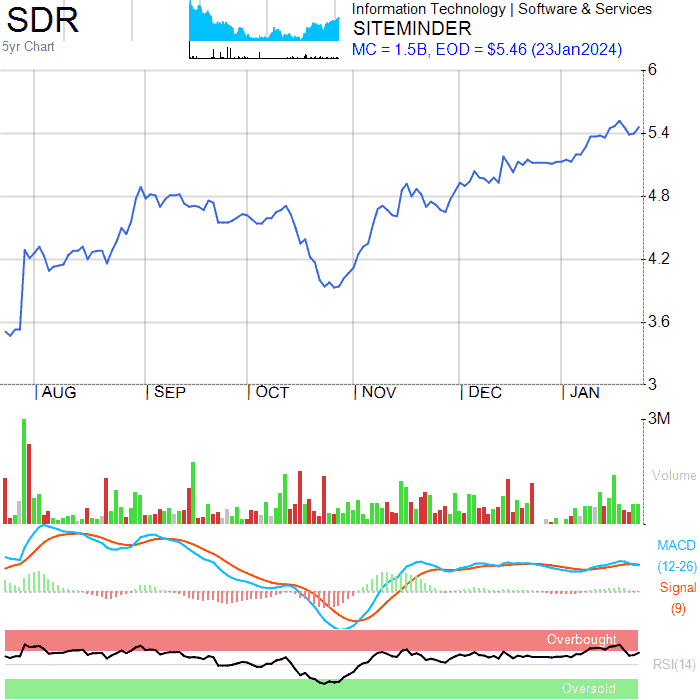 SDR
5yr Chart
Information Technology | Software & Services
SITEMINDER
MC = 1.5B, EOD = $5.46 (23Jan2024)
6
5.4
4.8
4.2
3.6
3
AUG SEP OCT NOV DEC JAN
3M
Volume
MACD
(12-26)
Signal
(9)
Overbought
RSI(14)
Oversold